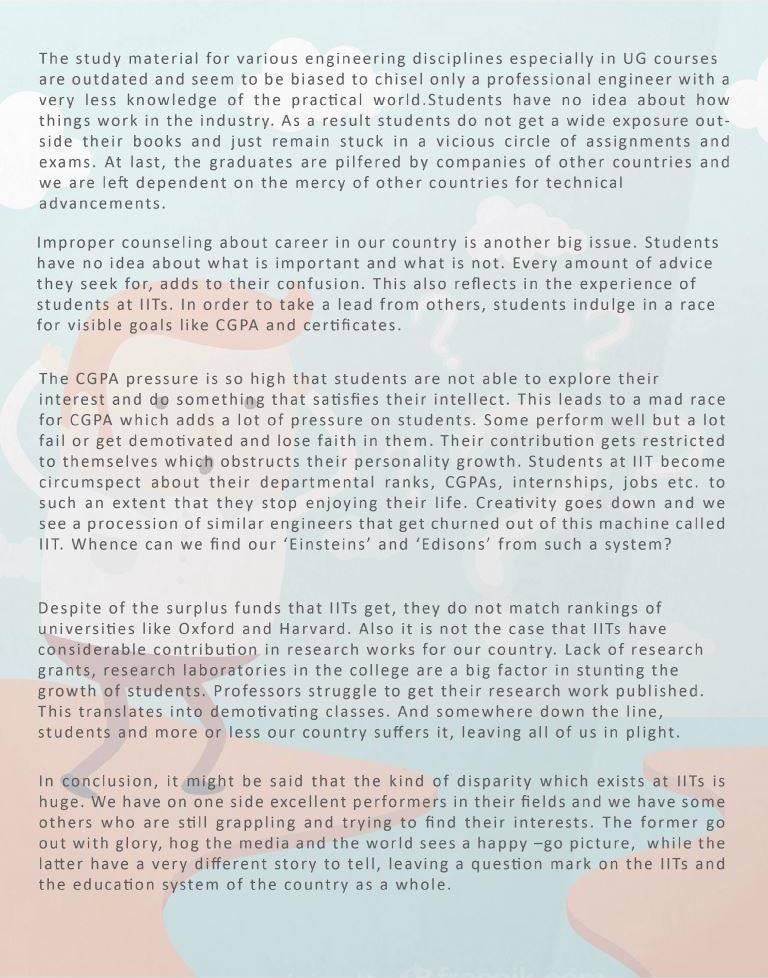 The study material for various engineering disciplines especially in UG courses
are outdated and seem to be biased to chisel only a professional engineer with a
very less knowledge of the practical world.Students have no idea about how
things work in the industry. As a result students do not get a wide exposure out-
side their books and just remain stuck in a vicious circle of assignments and
exams. At last, the graduates are pilfered by companies of other countries and
we are left dependent on the mercy of other countries for technical
advancements.
Improper counseling about career in our country is another big issue. Students
have no idea about what is important and what is not. Every amount of advice
they seek for, adds to their confusion. This also reflects in the experience of
students at IITs. In order to take a lead from others, students indulge in a race
for visible goals like CGPA and certificates.
The CGPA pressure is so high that students are not able to explore their
interest and do something that satisfies their intellect. This leads to a mad race
for CGPA which adds a lot of pressure on students. Some perform well but a lot
fail or get demotivated and lose faith in them. Their contribution gets restricted
to themselves which obstructs their personality growth. Students at IIT become
circumspect about their departmental ranks, CGPAs, internships, jobs etc. to
such an extent that they stop enjoying their life. Creativity goes down and we
see a procession of similar engineers that get churned out of this machine called
IIT. Whence can we find our ‘Einsteins’ and ‘Edisons’ from such a system?
Despite of the surplus funds that IITs get, they do not match rankings of
universities like Oxford and Harvard. Also it is not the case that IITs have
considerable contribution in research works for our country. Lack of research
grants, research laboratories in the college are a big factor in stunting the
growth of students. Professors struggle to get their research work published.
This translates into demotivating classes. And somewhere down the line,
students and more or less our country suffers it, leaving all of us in plight.
In conclusion, it might be said that the kind of disparity which exists at IITs is
huge. We have on one side excellent performers in their fields and we have some
others who are still grappling and trying to find their interests. The former go
out with glory, hog the media and the world sees a happy –go picture, while the
latter have a very different story to tell, leaving a question mark on the IITs and
the education system of the country as a whole.